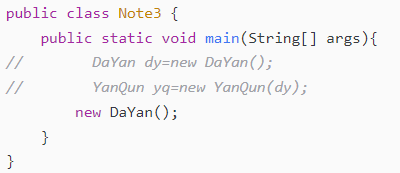 public class Note3 {
    public static void main(String[] args){
//        DaYan dy=new DaYan();
//        YanQun yq=new YanQun(dy);
        new DaYan();
    }
}